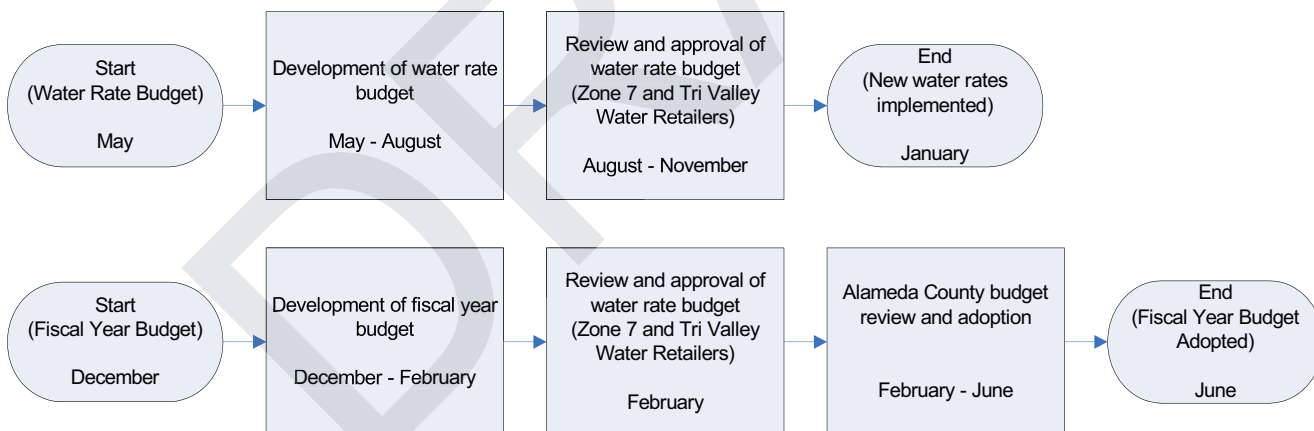 Start
(Water Rate Budget)
May
Development of water rate
budget
May - August
Review and approval of
water rate budget
(Zone 7 and Tri Valley
Water Retailers)
August - November
End
(New water rates
implemented)
January
Start
(Fiscal Year Budget)
December
Development of fiscal year
budget
December - February
Review and approval of
water rate budget
(Zone 7 and Tri Valley
Water Retailers)
February
Alameda County budget
review and adoption
February - June
End
(Fiscal Year Budget
Adopted)
June